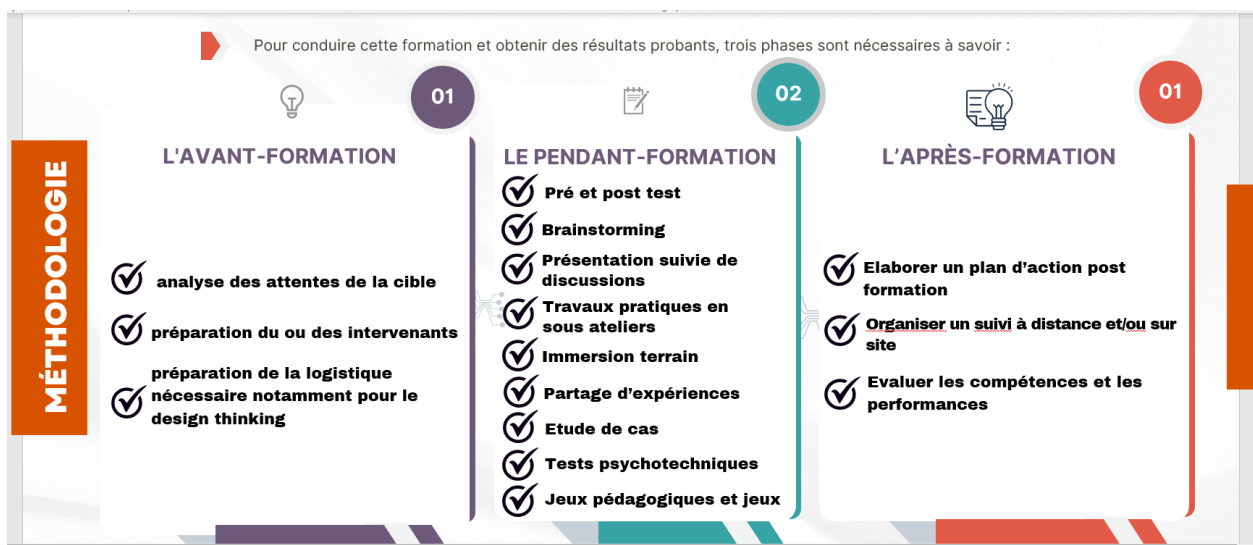 Pour conduire cette formation et obtenir des résultats probants, trois phases sont nécessaires à savoir :
MÉTHODOLOGIE
01
L'AVANT-FORMATION
analyse des attentes de la cible
préparation du ou des intervenants
préparation de la logistique
nécessaire notamment pour le
design thinking
02
LE PENDANT-FORMATION
Pré et post test
Brainstorming
Présentation suivie de
discussions
Travaux pratiques en
sous ateliers
Immersion terrain
Partage d’expériences
Etude de cas
Tests psychotechniques
Jeux pédagogiques et jeux
01
L’APRÈS-FORMATION
Elaborer un plan d’action post
formation
Organiser un suivi à distance et/ou sur
site
Evaluer les compétences et les
performances